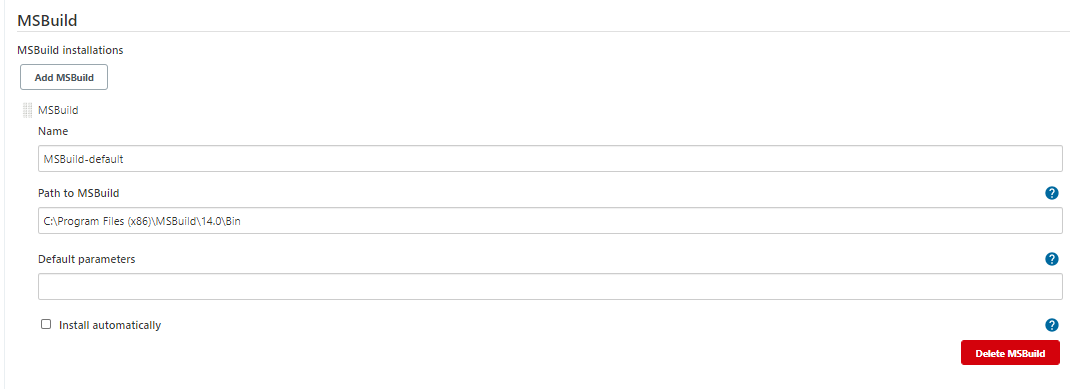 MSBuild
MSBuild installations
Add MSBuild
MSBuild
Name
MSBuild-default
Path to MSBuild
?
C:\Program Files (x86)\MSBuild\14.0\Bin
Default parameters
?
Install automatically
?
Delete MSBuild